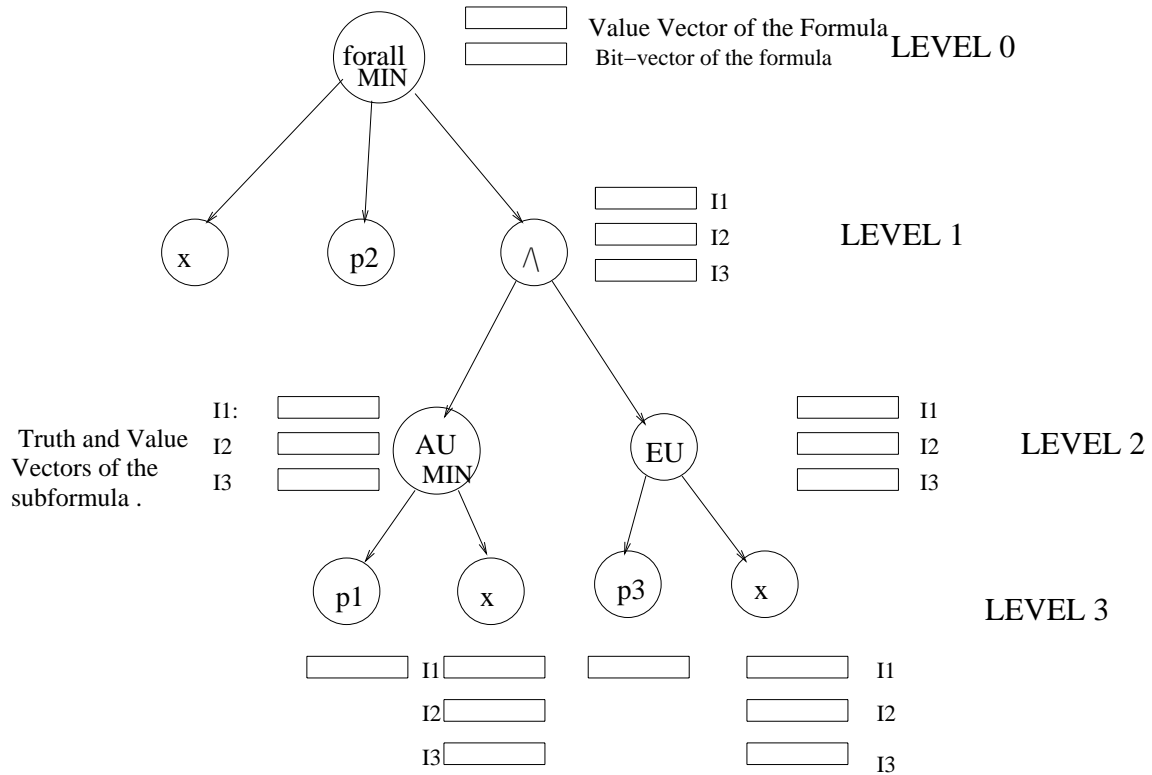 forall
MIN
Value Vector of the Formula
Bit−vector of the formula
LEVEL 0
x
p2
/\
I1
I2
I3
LEVEL 1
Truth and Value
Vectors of the
subformula .
I1:
I2
I3
AU
MIN
EU
I1
I2
I3
LEVEL 2
p1
x
p3
x
LEVEL 3
I1
I2
I3
I1
I2
I3